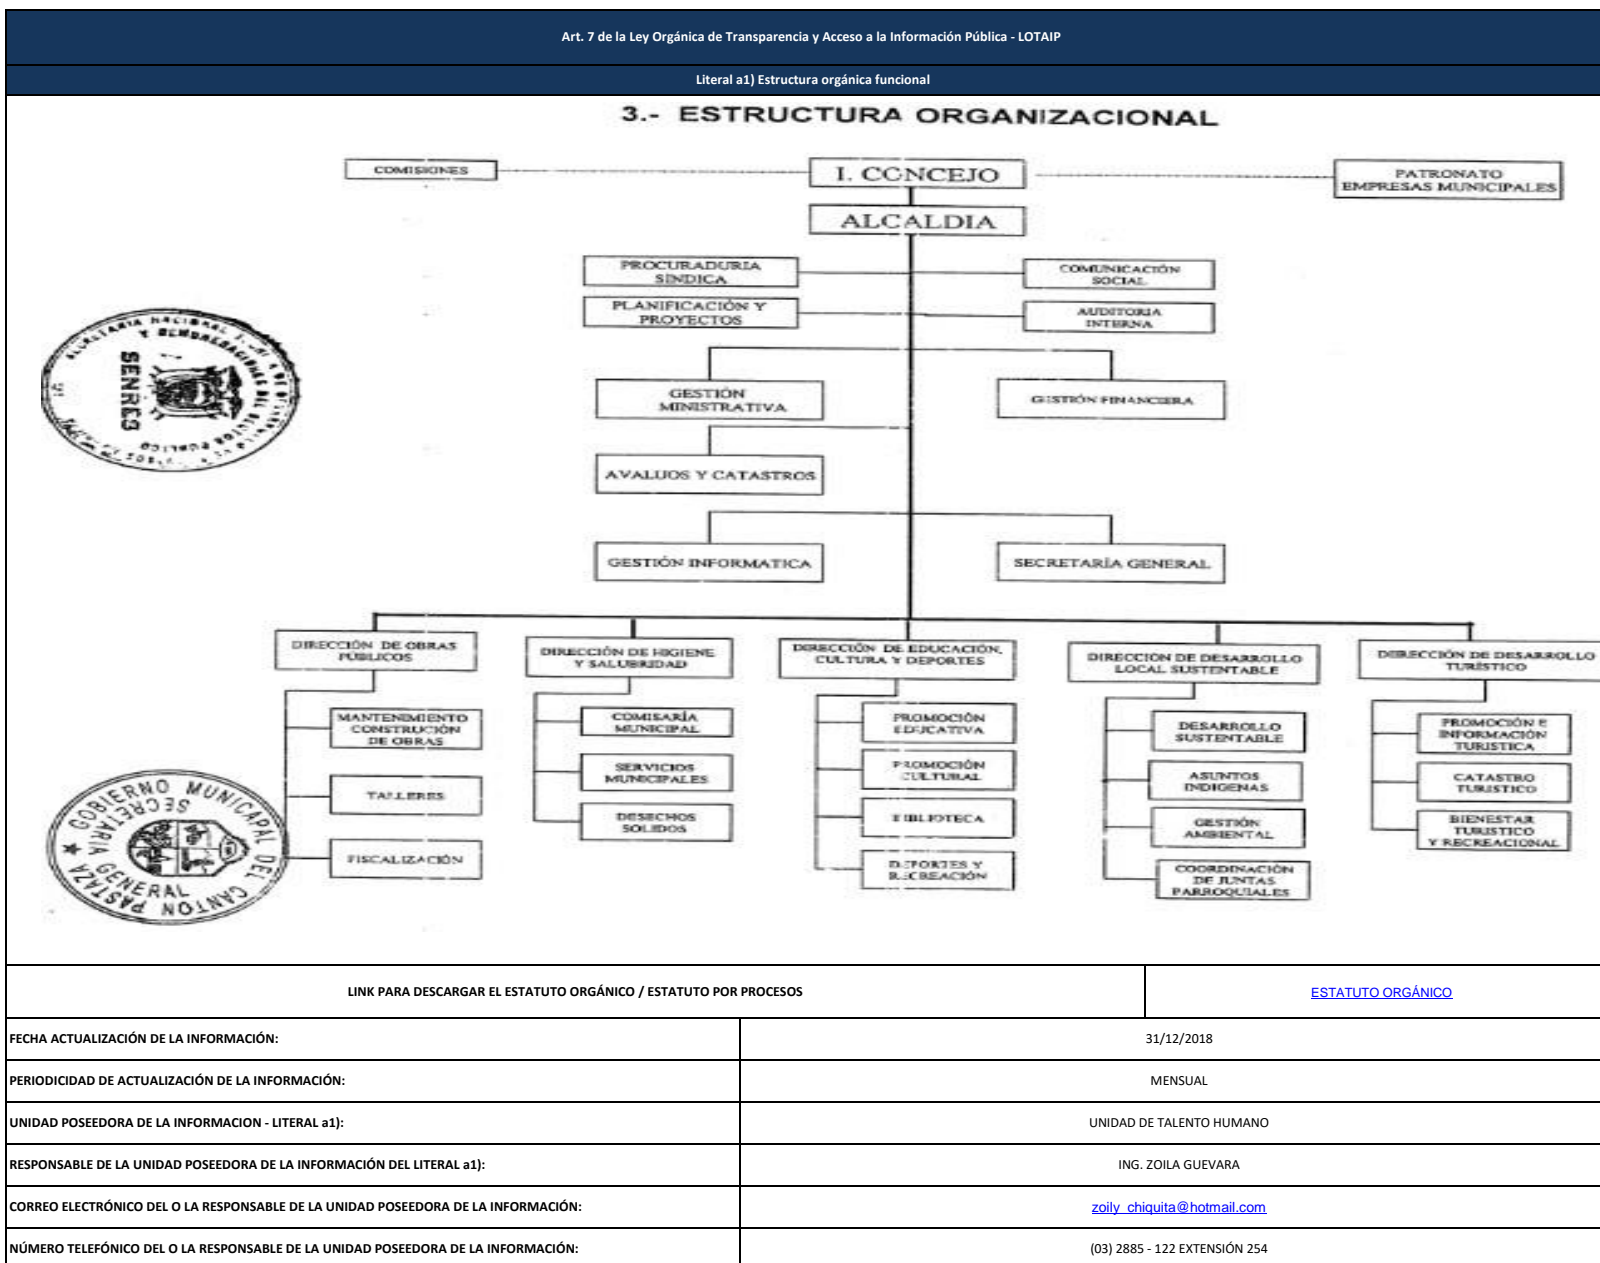 Art. 7 de la Ley Orgánica de Transparencia y Acceso a la Información Pública - LOTAIP
Literal a1) Estructura orgánica funcional
3.- ESTRUCTURA ORGANIZACIONAL
COMISIONES
I. CONCEJO
PATRONATO
EMPRESAS MUNICIPALES
ALCALDIA
PROCURADURIA
SINDICA
COMUNICACIÓN
SOCIAL
PLANIFICACIÓN Y
PROYECTOS
AUDITORIA
INTERNA
SENRES
GESTIÓN
MINISTRATIVA
GESTIÓN FINANCIERA
AVALUOS Y CATASTROS
GESTIÓN INFORMATICA
SECRETARÍA GENERAL
DIRECCIÓN DE OBRAS
PÚBLICOS
DIRECCIÓN DE HIGIENE
Y SALUBRIDAD
DIRECCIÓN DE EDUCACIÓN,
CULTURA Y DEPORTES
DIRECCIÓN DE DESARROLLO
LOCAL SUSTENTABLE
DIRECCIÓN DE DESARROLLO
TURÍSTICO
MANTENIMIENTO
CONSTRUCIÓN
DE OBRAS
TALLERES
FISCALIZACIÓN
COMISARÍA
MUNICIPAL
SERVICIOS
MUNICIPALES
DESECHOS
SOLIDOS
PROMOCIÓN
EDUCATIVA
PROMOCIÓN
CULTURAL
BIBLIOTECA
DEPORTES Y
RECREACIÓN
DESARROLLO
SUSTENTABLE
ASUNTOS
INDIGENAS
GESTIÓN
AMBIENTAL
COORDINACIÓN
DE JUNTAS
PARROQUIALES
PROMOCIÓN E
INFORMACIÓN
TURISTICA
CATASTRO
TURISTICO
BIENESTAR
TURISTICO
Y RECREACIONAL
GOBIERNO MUNICAPAL DEL
CANTON PASTAZA
SECRETARIA GENERAL
LINK PARA DESCARGAR EL ESTATUTO ORGÁNICO / ESTATUTO POR PROCESOS
ESTATUTO ORGÁNICO
FECHA ACTUALIZACIÓN DE LA INFORMACIÓN:
31/12/2018
PERIODICIDAD DE ACTUALIZACIÓN DE LA INFORMACIÓN:
MENSUAL
UNIDAD POSEEDORA DE LA INFORMACION - LITERAL a1):
UNIDAD DE TALENTO HUMANO
RESPONSABLE DE LA UNIDAD POSEEDORA DE LA INFORMACIÓN DEL LITERAL a1):
ING. ZOILA GUEVARA
CORREO ELECTRÓNICO DEL O LA RESPONSABLE DE LA UNIDAD POSEEDORA DE LA INFORMACIÓN:
zoily_chiquita@hotmail.com
NÚMERO TELEFÓNICO DEL O LA RESPONSABLE DE LA UNIDAD POSEEDORA DE LA INFORMACIÓN:
(03) 2885 - 122 EXTENSIÓN 254